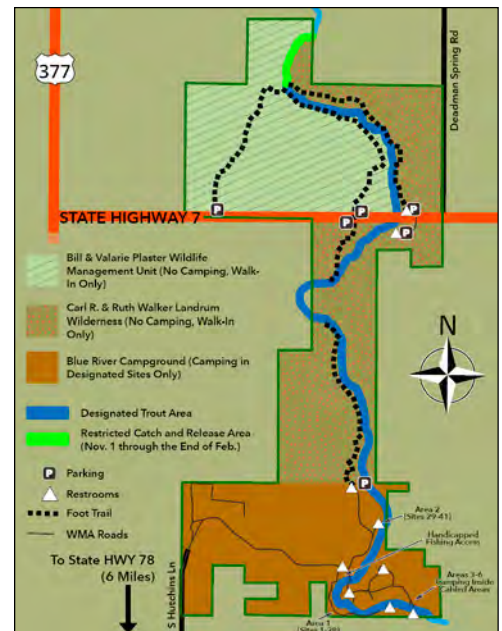 377
Deadman Spring Rd
STATE HIGHWAY 7
P
P
P
P
P
Bill & Valarie Plaster Wildlife
Management Unit (No Camping, Walk-
In Only)
Carl R. & Ruth Walker Landrum
Wilderness (No Camping, Walk-In
Only)
Blue River Campground (Camping in
Designated Sites Only)
N
Designated Trout Area
Restricted Catch and Release Area
(Nov. 1 through the End of Feb.)
P Parking
Restrooms
Foot Trail
WMA Roads
P
To State HWY 78
(6 Miles)
S Hutchins Ln
Area 2
(Sites 29-41)
Handicapped
Fishing Access
Areas 3-6
Camping Inside
Cabled Areas
Area 1